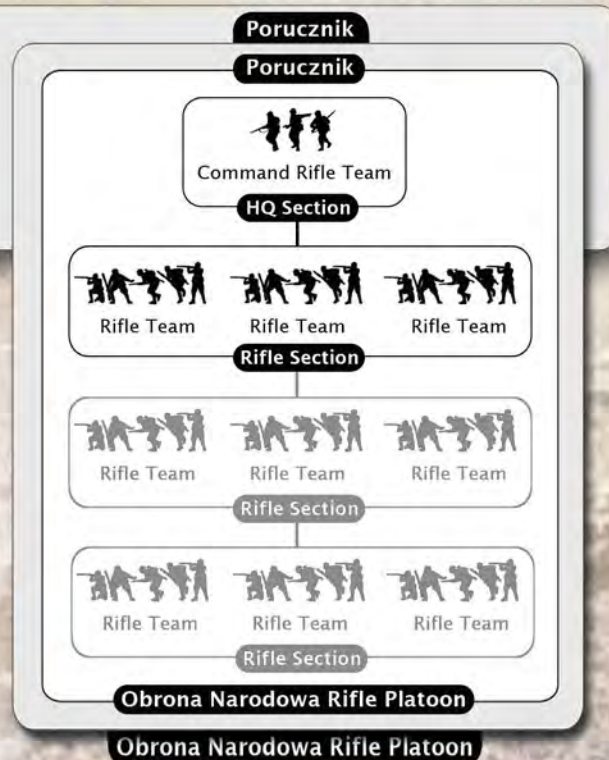 Porucznik
Porucznik
Command Rifle Team
HQ Section
Rifle Team Rifle Team Rifle Team
Rifle Section
Rifle Team Rifle Team Rifle Team
Rifle Section
Rifle Team Rifle Team Rifle Team
Rifle Section
Obrona Narodowa Rifle Platoon
Obrona Narodowa Rifle Platoon